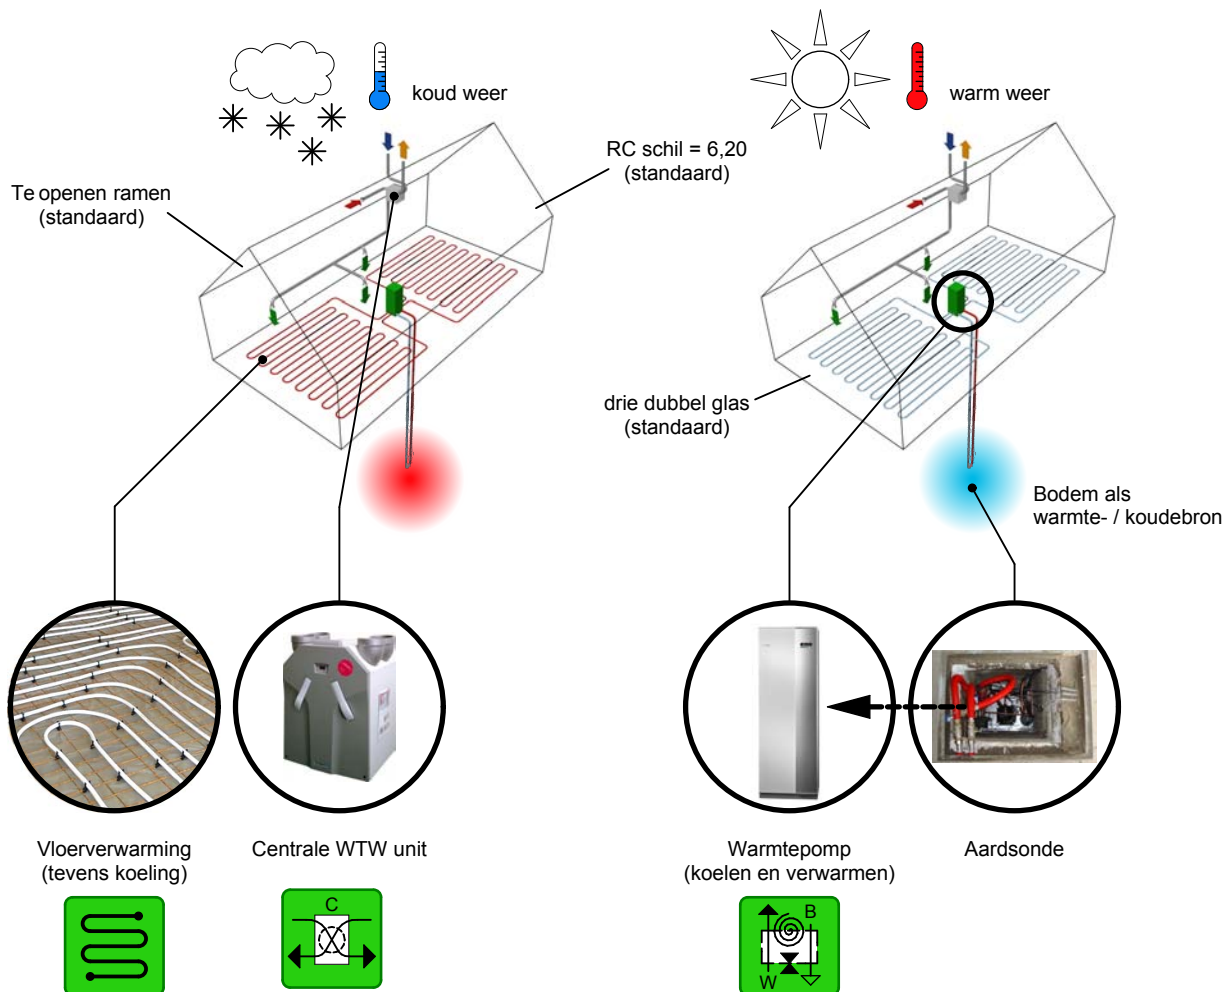 koud weer
warm weer
RC schil = 6,20
(standaard)
Te openen ramen
(standaard)
drie dubbel glas
(standaard)
Bodem als
warmte- / koudebron
Vloerverwarming
(tevens koeling)
Centrale WTW unit
Warmtepomp
(koelen en verwarmen)
Aardsonde
C
B
W